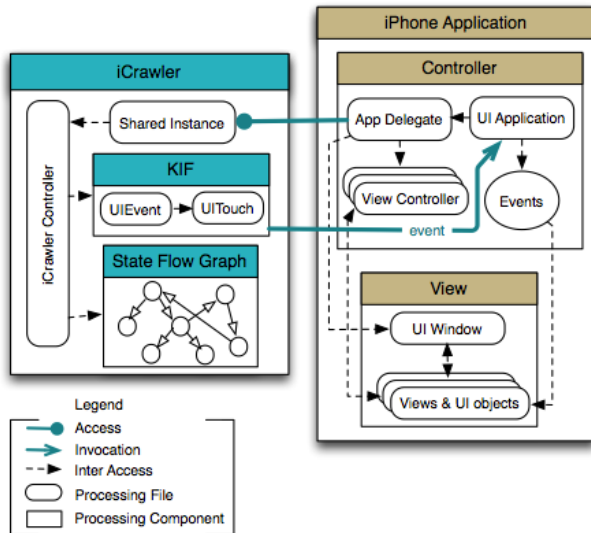 iPhone Application
iCrawler
Controller
Shared Instance
App Delegate
UI Application
KIF
UIEvent
UITouch
View Controller
Events
iCrawler Controller
event
State Flow Graph
View
UI Window
Views & UI objects
Legend
Access
Invocation
Inter Access
Processing File
Processing Component